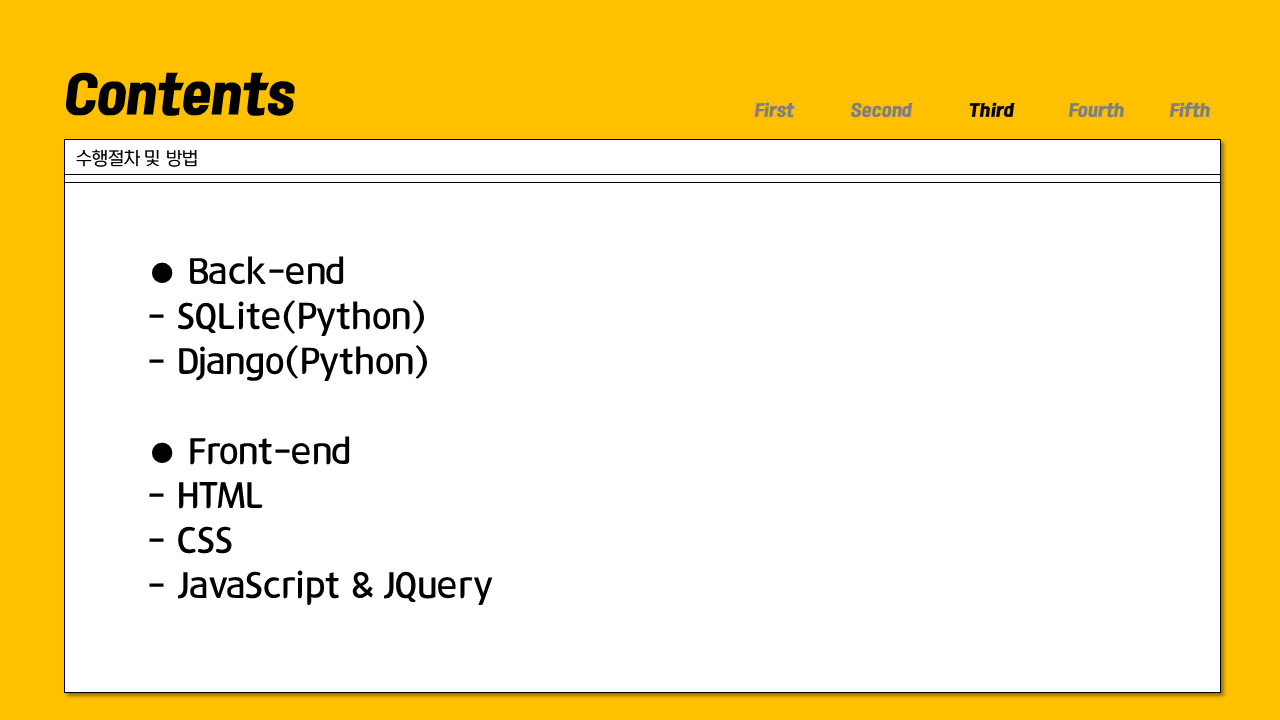 Contents
First Second Third Fourth Fifth
수행절차 및 방법
● Back-end
- SQLite(Python)
- Django(Python)
● Front-end
- HTML
- CSS
- JavaScript & JQuery